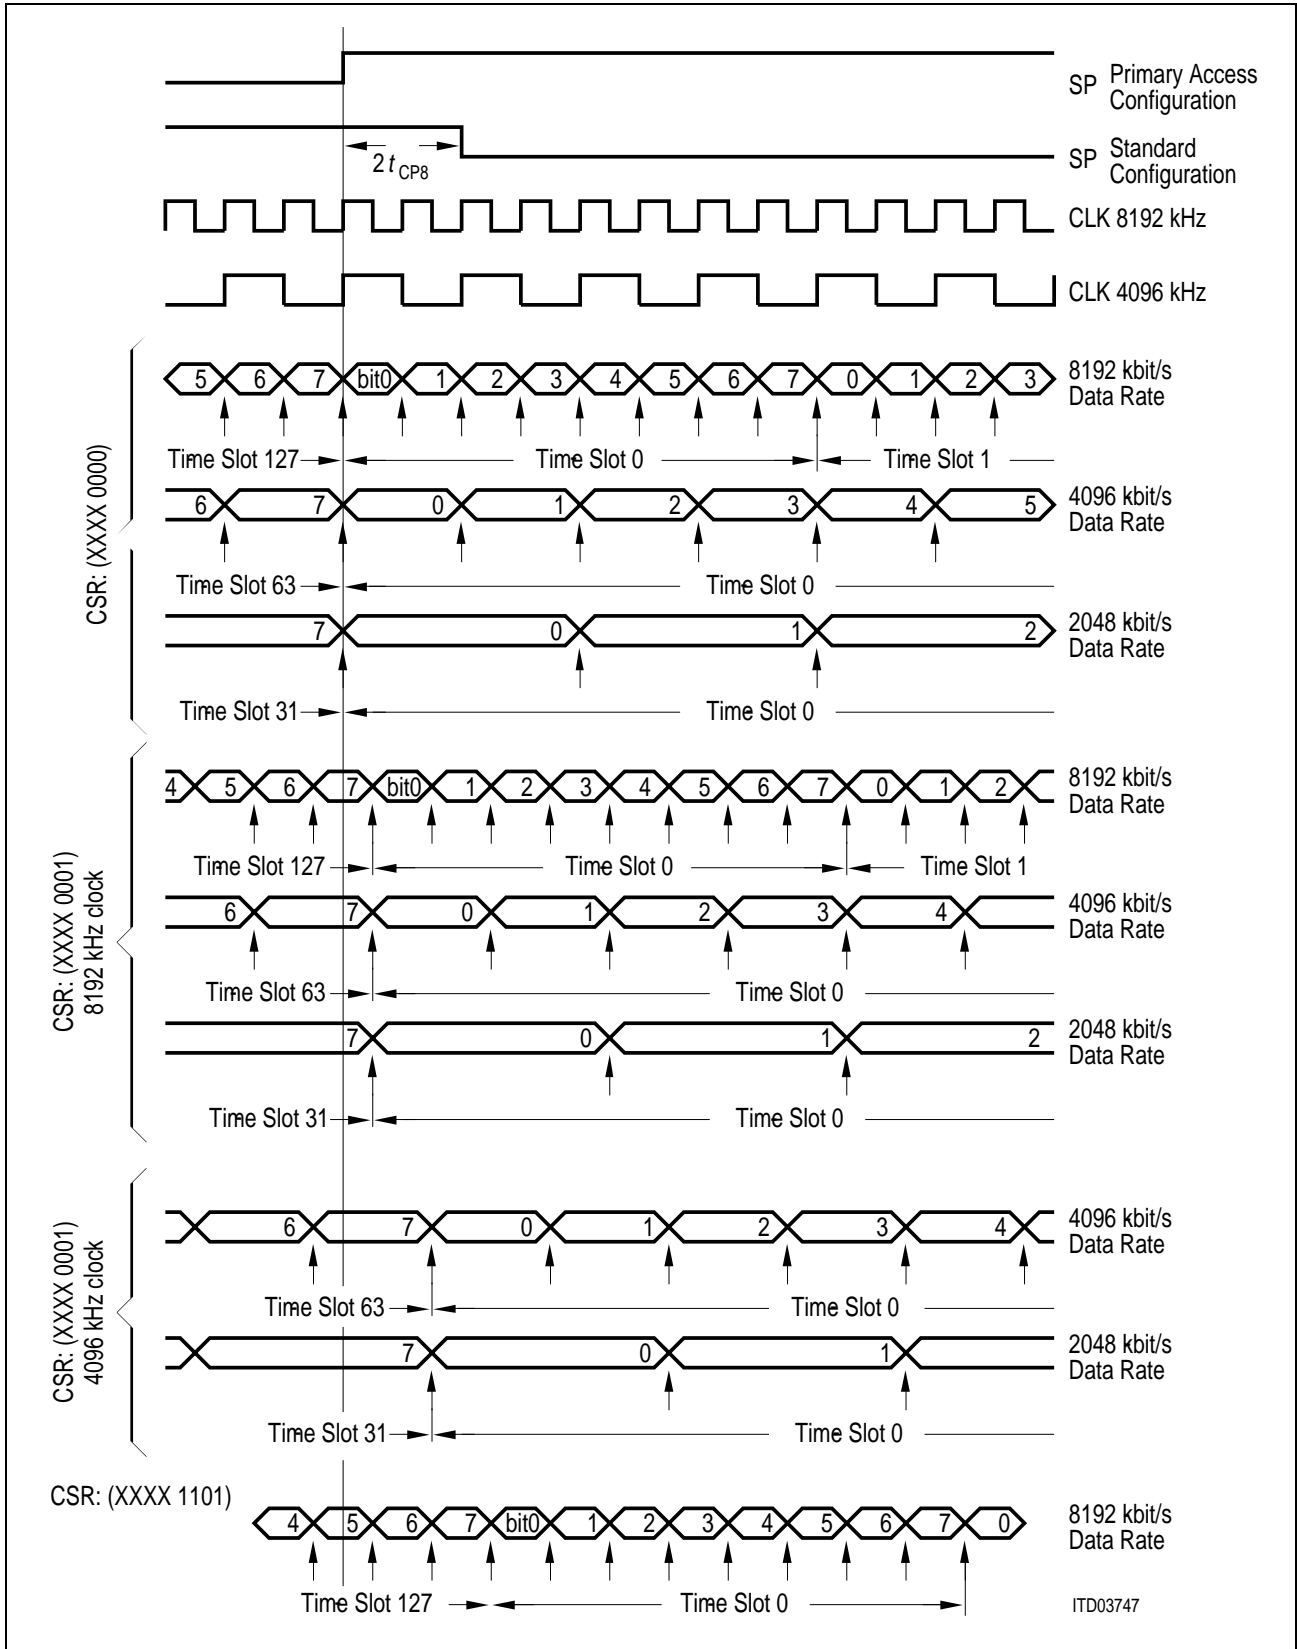 SP Primary Access
Configuration
SP Standard
Configuration
2 t CP8
CLK 8192 kHz
CLK 4096 kHz
CSR: (XXXX 0000)
5 6 7 bit0 1 2 3 4 5 6 7 0 1 2 3
8192 kbit/s
Data Rate
Time Slot 127 Time Slot 0 Time Slot 1
6 7 0 1 2 3 4 5
4096 kbit/s
Data Rate
Time Slot 63 Time Slot 0
7 0 1 2
2048 kbit/s
Data Rate
Time Slot 31 Time Slot 0
CSR: (XXXX 0001)
8192 kHz clock
4 5 6 7 bit0 1 2 3 4 5 6 7 0 1 2
8192 kbit/s
Data Rate
Time Slot 127 Time Slot 0 Time Slot 1
6 7 0 1 2 3 4
4096 kbit/s
Data Rate
Time Slot 63 Time Slot 0
7 0 1 2
2048 kbit/s
Data Rate
Time Slot 31 Time Slot 0
CSR: (XXXX 0001)
4096 kHz clock
6 7 0 1 2 3 4
4096 kbit/s
Data Rate
Time Slot 63 Time Slot 0
7 0 1
2048 kbit/s
Data Rate
Time Slot 31 Time Slot 0
CSR: (XXXX 1101)
4 5 6 7 bit0 1 2 3 4 5 6 7 0
8192 kbit/s
Data Rate
Time Slot 127 Time Slot 0
ITD03747